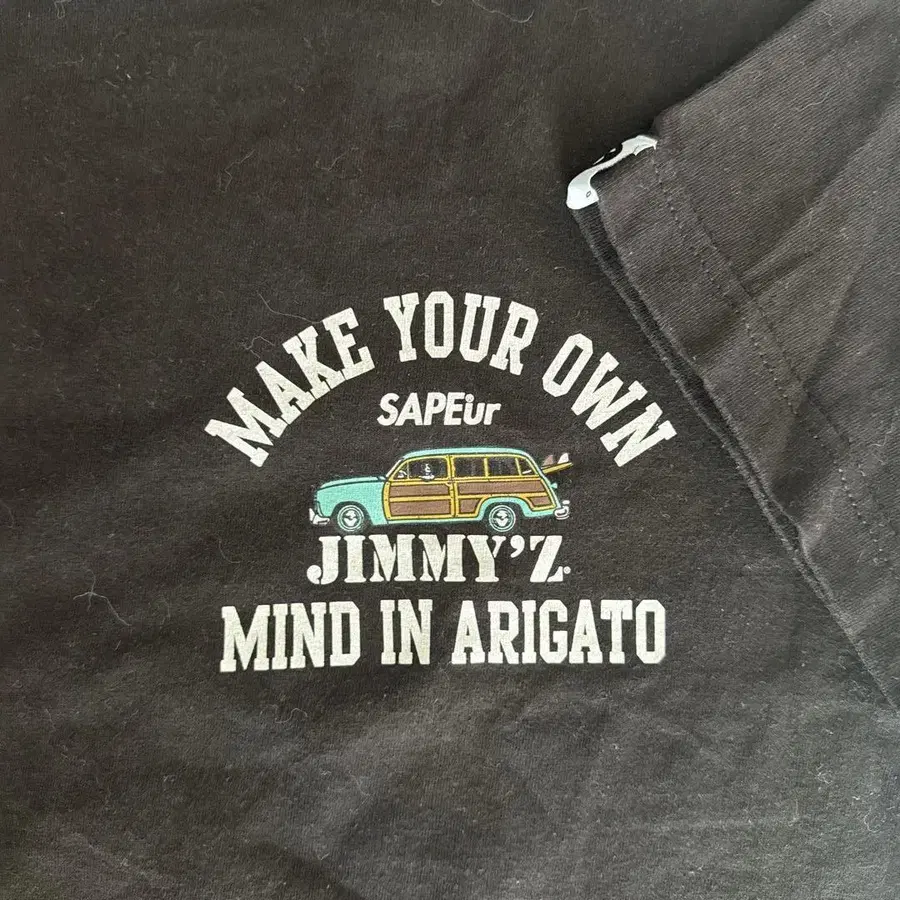 MAKE YOUR OWN
SAPEur
JIMMY'Z
MIND IN ARIGATO